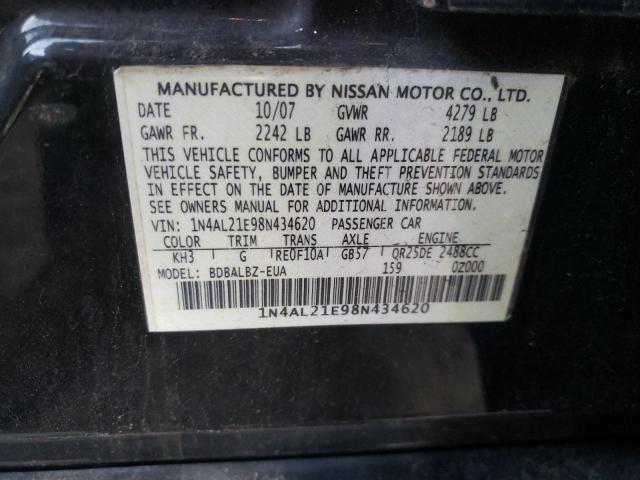 MANUFACTURED BY NISSAN MOTOR CO., LTD.
DATE 10/07 GVWR 4279 LB
GAWR FR. 2242 LB GAWR RR. 2189 LB
THIS VEHICLE CONFORMS TO ALL APPLICABLE FEDERAL MOTOR
VEHICLE SAFETY, BUMPER AND THEFT PREVENTION STANDARDS
IN EFFECT ON THE DATE OF MANUFACTURE SHOWN ABOVE.
SEE OWNERS MANUAL FOR ADDITIONAL INFORMATION.
VIN: 1N4AL21E98N434620 PASSENGER CAR
COLOR TRIM TRANS AXLE ENGINE
KH3 G RE0F10A GB57 QR25DE 2488CC
MODEL: BDBALBZ-EUA 159 0Z000
1N4AL21E98N434620